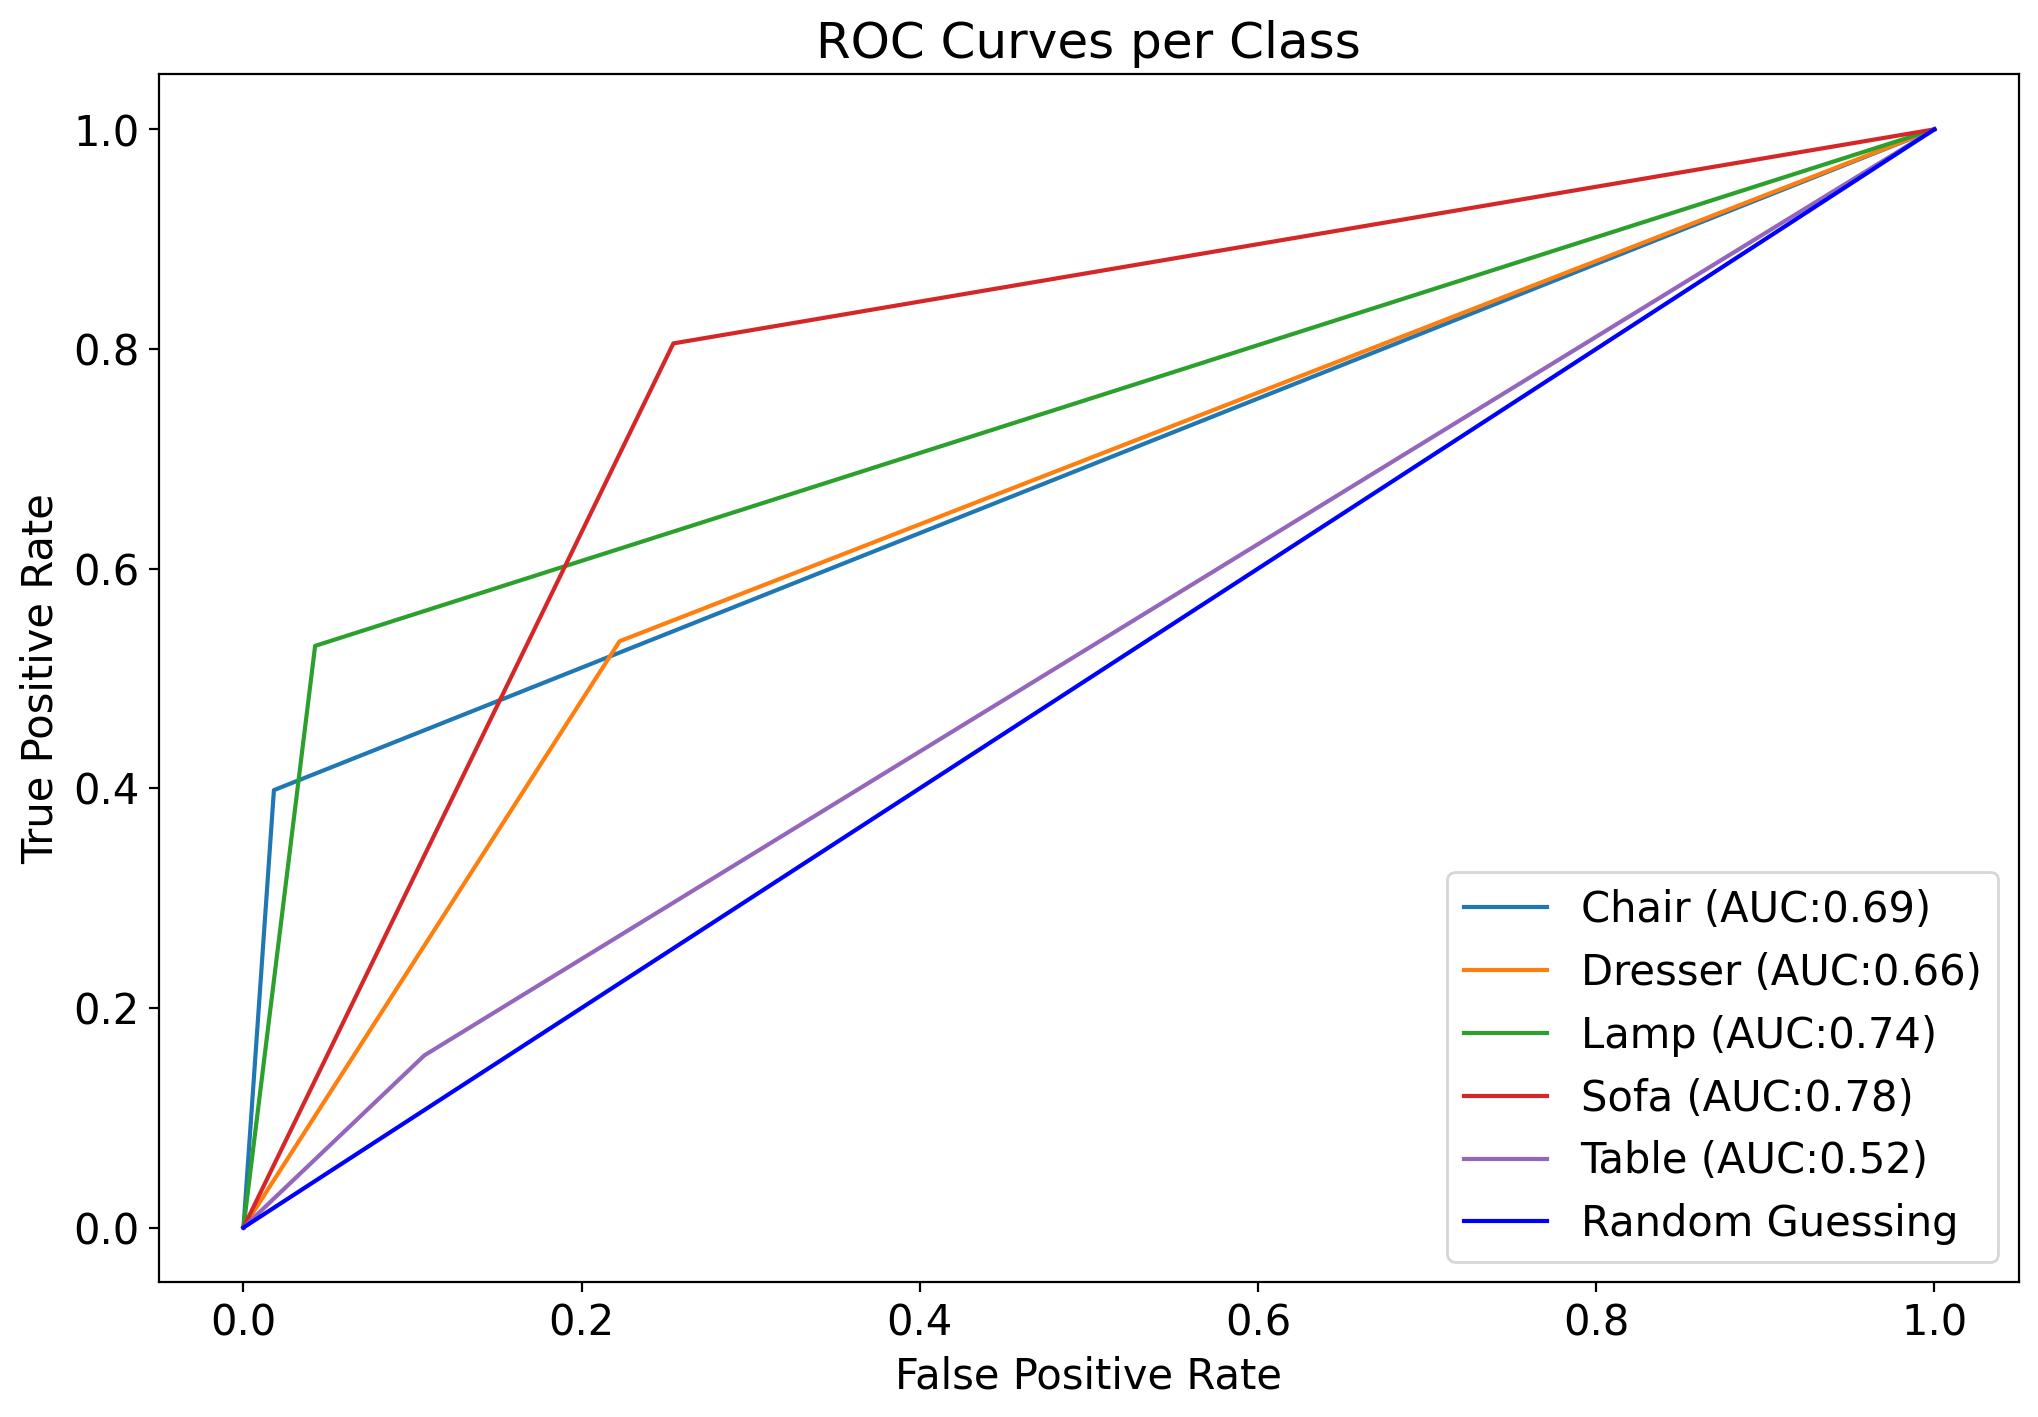 ROC Curves per Class
1.0
0.8
0.6
0.4
0.2
0.0
True Positive Rate
Chair (AUC:0.69)
Dresser (AUC:0.66)
Lamp (AUC:0.74)
Sofa (AUC:0.78)
Table (AUC:0.52)
Random Guessing
0.0 0.2 0.4 0.6 0.8 1.0
False Positive Rate